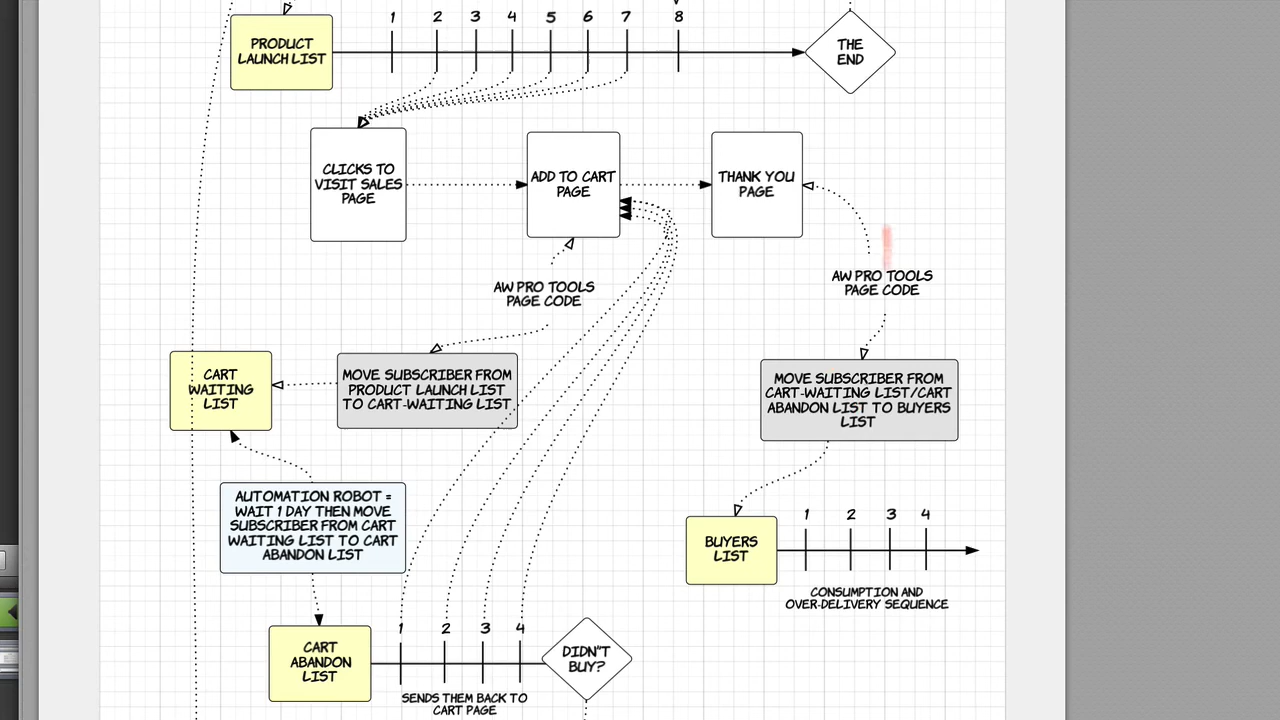 1 2 3 4 5 6 7 8
PRODUCT
LAUNCH LIST
THE
END
CLICKS TO
VISIT SALES
PAGE
ADD TO CART
PAGE
THANK YOU
PAGE
AW PRO TOOLS
PAGE CODE
AW PRO TOOLS
PAGE CODE
CART
WAITING
LIST
MOVE SUBSCRIBER FROM
PRODUCT LAUNCH LIST
TO CART-WAITING LIST
MOVE SUBSCRIBER FROM
CART-WAITING LIST/CART
ABANDON LIST TO BUYERS
LIST
AUTOMATION ROBOT =
WAIT 1 DAY THEN MOVE
SUBSCRIBER FROM CART
WAITING LIST TO CART
ABANDON LIST
BUYERS
LIST
1 2 3 4
CONSUMPTION AND
OVER-DELIVERY SEQUENCE
CART
ABANDON
LIST
1 2 3 4
SENDS THEM BACK TO
CART PAGE
DIDN'T
BUY?